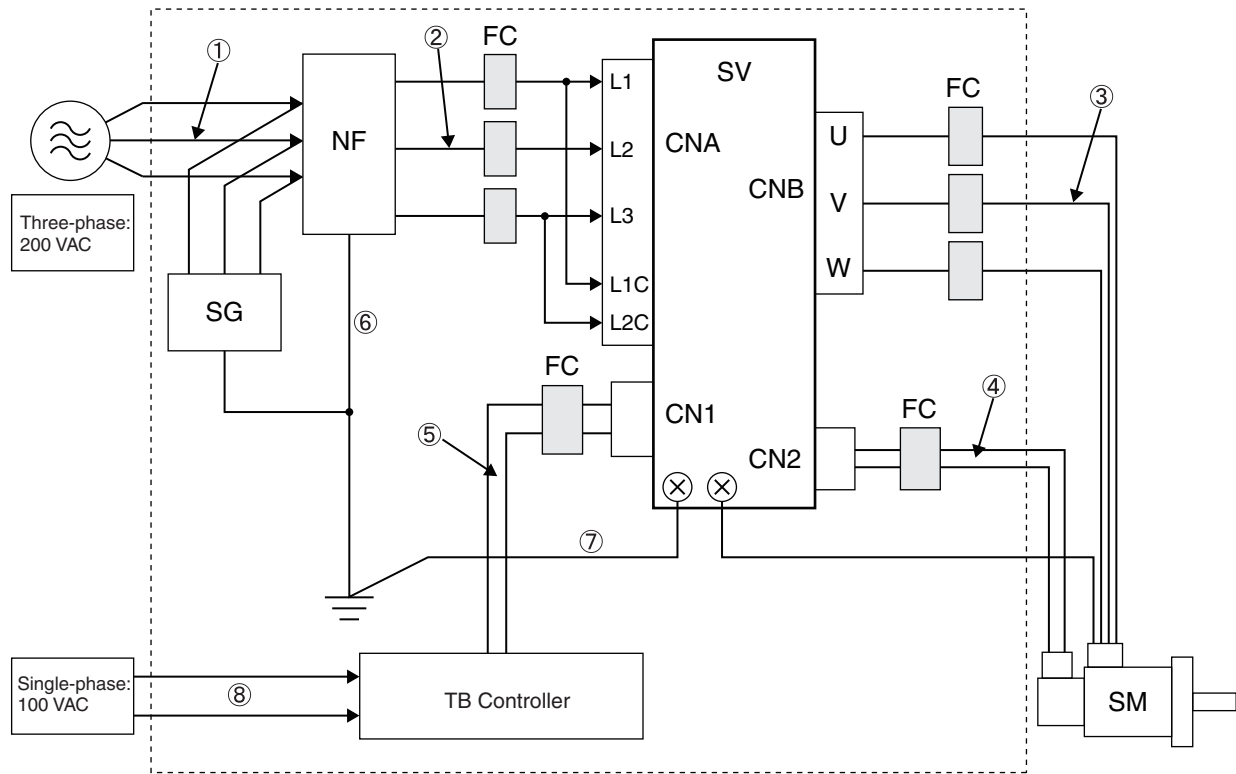 ①
②
FC
FC
③
NF
SV
L1
CNA
L2
CNB
U
V
W
L3
Three-phase:
200 VAC
SG
L1C
L2C
⑥
FC
FC
④
⑤
CN1
CN2
⑦
Single-phase:
100 VAC
⑧
TB Controller
SM